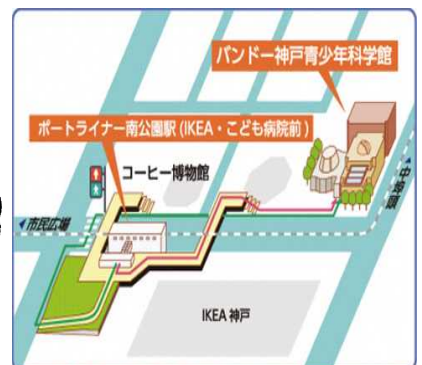 バンドー神戸青少年科学館
ポートライナー南公園駅(IKEA・こども病院前)
コーヒー博物館
◀市民広場
中埠頭▶
IKEA 神戸